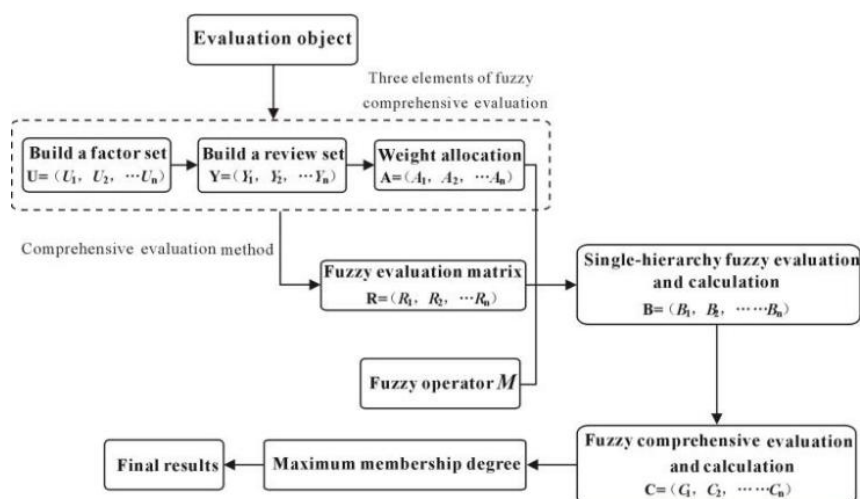 Evaluation object
Three elements of fuzzy
comprehensive evaluation
Build a factor set
U=(U₁, U₂, ···Uₙ)
Build a review set
Y=(Y₁, Y₂, ···Yₙ)
Weight allocation
A=(A₁, A₂, ···Aₙ)
Comprehensive evaluation method
Fuzzy evaluation matrix
R=(R₁, R₂, ···Rₙ)
Single-hierarchy fuzzy evaluation
and calculation
B=(B₁, B₂, ······Bₙ)
Fuzzy operator M
Fuzzy comprehensive evaluation
and calculation
C=(C₁, C₂, ······Cₙ)
Maximum membership degree
Final results